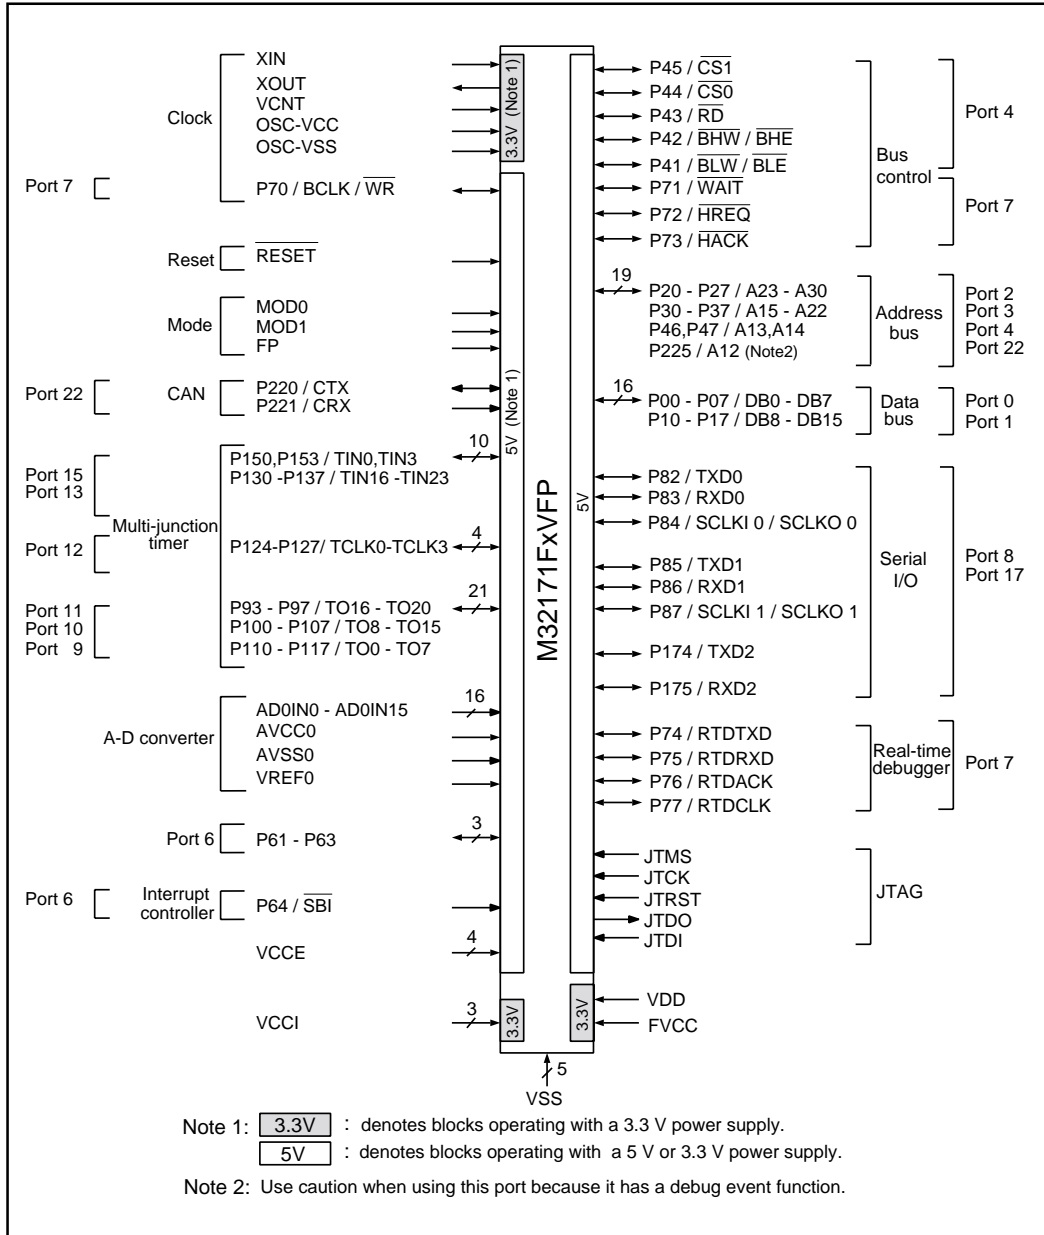 XIN
XOUT
VCNT
OSC-VCC
OSC-VSS
Clock
Port 7
P70 / BCLK / WR
Reset
RESET
Mode
MOD0
MOD1
FP
Port 22
CAN
P220 / CTX
P221 / CRX
10
Port 15
Port 13
P150,P153 / TIN0,TIN3
P130 -P137 / TIN16 -TIN23
Multi-junction
timer
Port 12
P124-P127/ TCLK0-TCLK3
4
21
Port 11
Port 10
Port 9
P93 - P97 / TO16 - TO20
P100 - P107 / TO8 - TO15
P110 - P117 / TO0 - TO7
16
A-D converter
AD0IN0 - AD0IN15
AVCC0
AVSS0
VREF0
3
Port 6
P61 - P63
Port 6
Interrupt
controller
P64 / SBI
VCCE
4
VCCI
3
3.3V (Note 1)
5V (Note 1)
3.3V
M32171FxVFP
5V
3.3V
P45 / CS1
P44 / CS0
P43 / RD
P42 / BHW / BHE
P41 / BLW / BLE
P71 / WAIT
P72 / HREQ
P73 / HACK
Bus
control
Port 4
Port 7
19
P20 - P27 / A23 - A30
P30 - P37 / A15 - A22
P46,P47 / A13,A14
P225 / A12 (Note2)
Address
bus
Port 2
Port 3
Port 4
Port 22
16
P00 - P07 / DB0 - DB7
P10 - P17 / DB8 - DB15
Data
bus
Port 0
Port 1
P82 / TXD0
P83 / RXD0
P84 / SCLKI 0 / SCLKO 0
P85 / TXD1
P86 / RXD1
P87 / SCLKI 1 / SCLKO 1
P174 / TXD2
P175 / RXD2
Serial
I/O
Port 8
Port 17
P74 / RTDTXD
P75 / RTDRXD
P76 / RTDACK
P77 / RTDCLK
Real-time
debugger
Port 7
JTMS
JTCK
JTRST
JTDO
JTDI
JTAG
VDD
FVCC
5
VSS
Note 1: 3.3V : denotes blocks operating with a 3.3 V power supply.
5V : denotes blocks operating with a 5 V or 3.3 V power supply.
Note 2: Use caution when using this port because it has a debug event function.